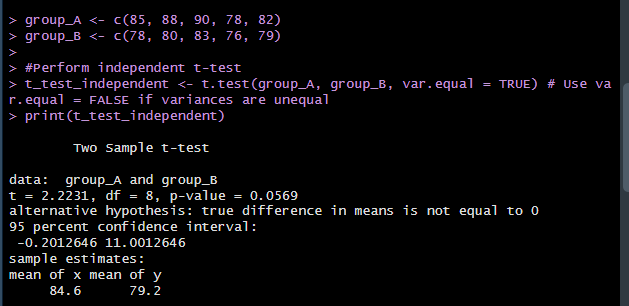 > group_A <- c(85, 88, 90, 78, 82)
> group_B <- c(78, 80, 83, 76, 79)
>
> #Perform independent t-test
> t_test_independent <- t.test(group_A, group_B, var.equal = TRUE) # Use va
r.equal = FALSE if variances are unequal
> print(t_test_independent)

        Two Sample t-test

data:  group_A and group_B
t = 2.2231, df = 8, p-value = 0.0569
alternative hypothesis: true difference in means is not equal to 0
95 percent confidence interval:
 -0.2012646 11.0012646
sample estimates:
mean of x mean of y
     84.6      79.2